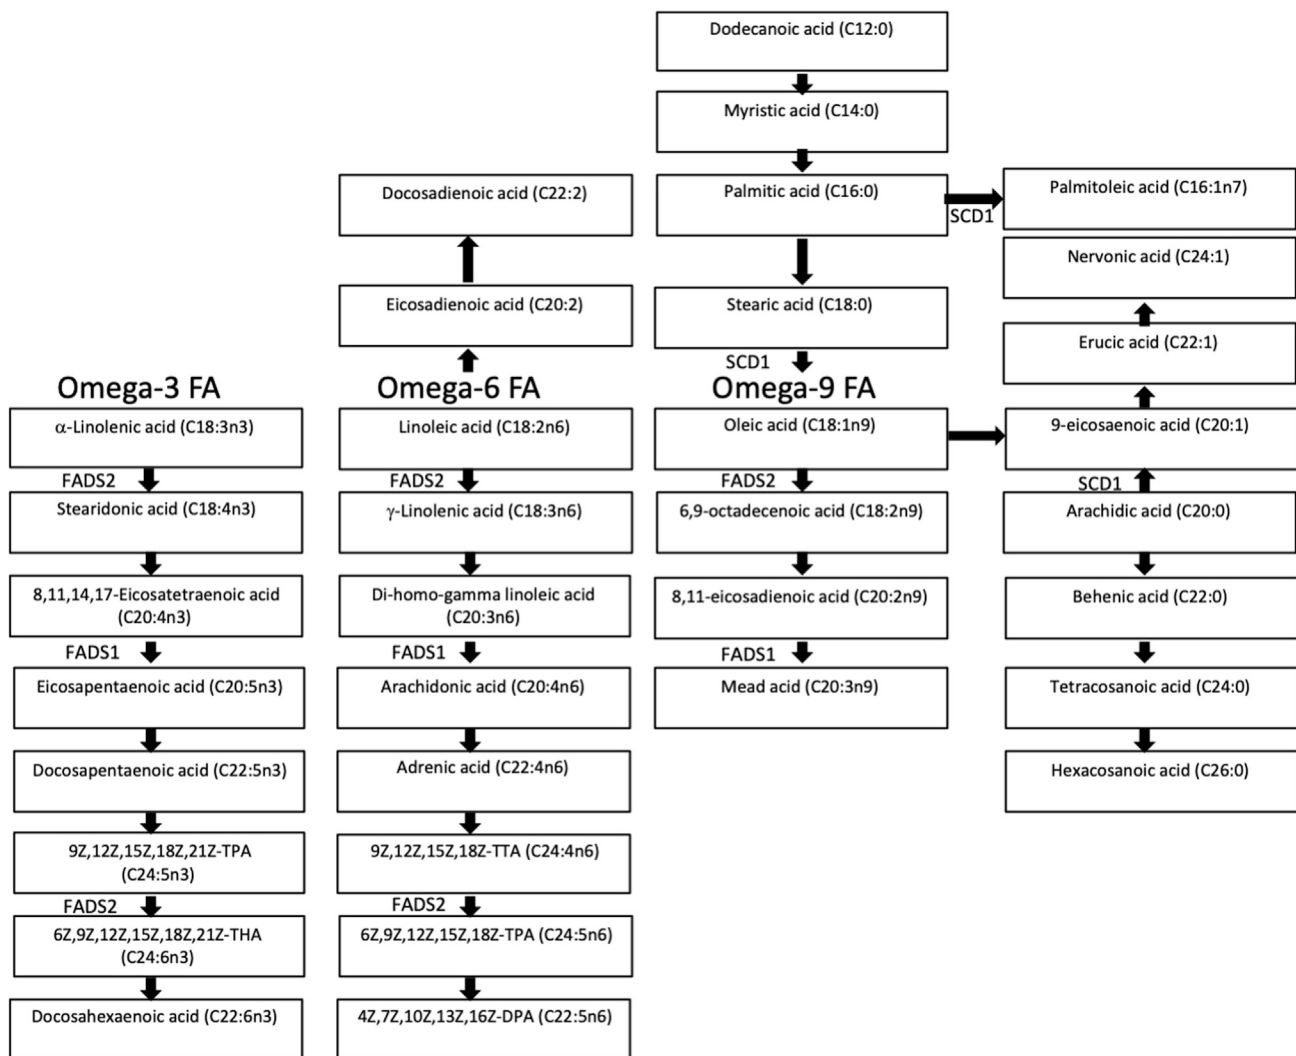 Dodecanoic acid (C12:0)
Myristic acid (C14:0)
Docosadienoic acid (C22:2)
Palmitic acid (C16:0)
SCD1
Palmitoleic acid (C16:1n7)
Nervonic acid (C24:1)
Eicosadienoic acid (C20:2)
Stearic acid (C18:0)
Erucic acid (C22:1)
SCD1
Omega-3 FA
Omega-6 FA
Omega-9 FA
α-Linolenic acid (C18:3n3)
Linoleic acid (C18:2n6)
Oleic acid (C18:1n9)
9-eicosaenoic acid (C20:1)
FADS2
FADS2
FADS2
SCD1
Stearidonic acid (C18:4n3)
γ-Linolenic acid (C18:3n6)
6,9-octadecenoic acid (C18:2n9)
Arachidic acid (C20:0)
8,11,14,17-Eicosatetraenoic acid
(C20:4n3)
Di-homo-gamma linoleic acid
(C20:3n6)
8,11-eicosadienoic acid (C20:2n9)
Behenic acid (C22:0)
FADS1
FADS1
FADS1
Eicosapentaenoic acid (C20:5n3)
Arachidonic acid (C20:4n6)
Mead acid (C20:3n9)
Tetracosanoic acid (C24:0)
Docosapentaenoic acid (C22:5n3)
Adrenic acid (C22:4n6)
Hexacosanoic acid (C26:0)
9Z,12Z,15Z,18Z,21Z-TPA
(C24:5n3)
9Z,12Z,15Z,18Z-TTA (C24:4n6)
FADS2
FADS2
6Z,9Z,12Z,15Z,18Z,21Z-THA
(C24:6n3)
6Z,9Z,12Z,15Z,18Z-TPA (C24:5n6)
Docosahexaenoic acid (C22:6n3)
4Z,7Z,10Z,13Z,16Z-DPA (C22:5n6)